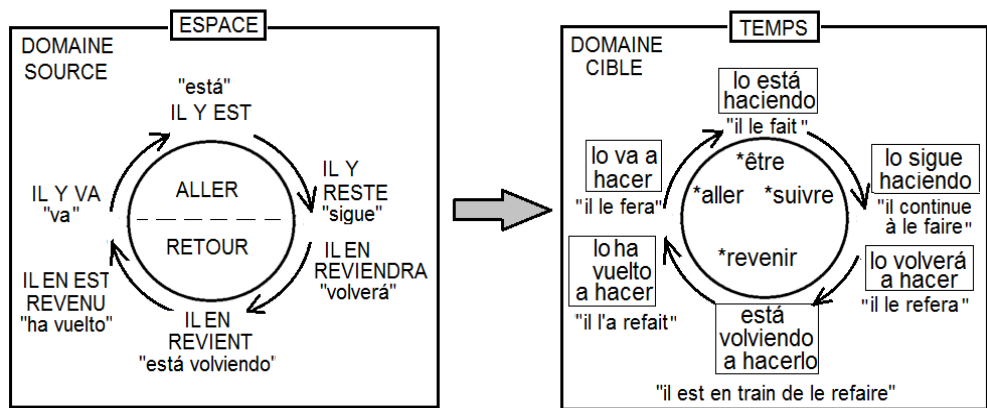 ESPACE
DOMAINE
SOURCE
"está"
IL Y EST
IL Y
RESTE
"sigue"
IL EN
REVIENDRA
"volverá"
IL EN
REVIENT
"está volviendo"
IL EN EST
REVENU
"ha vuelto"
IL Y VA
"va"
ALLER
RETOUR
TEMPS
DOMAINE
CIBLE
lo está
haciendo
"il le fait"
lo sigue
haciendo
"il continue
à le faire"
lo volverá
a hacer
"il le refera"
está
volviendo
a hacerlo
"il est en train de le refaire"
lo ha
vuelto
a hacer
"il l'a refait"
lo va a
hacer
"il le fera"
*être
*aller
*suivre
*revenir